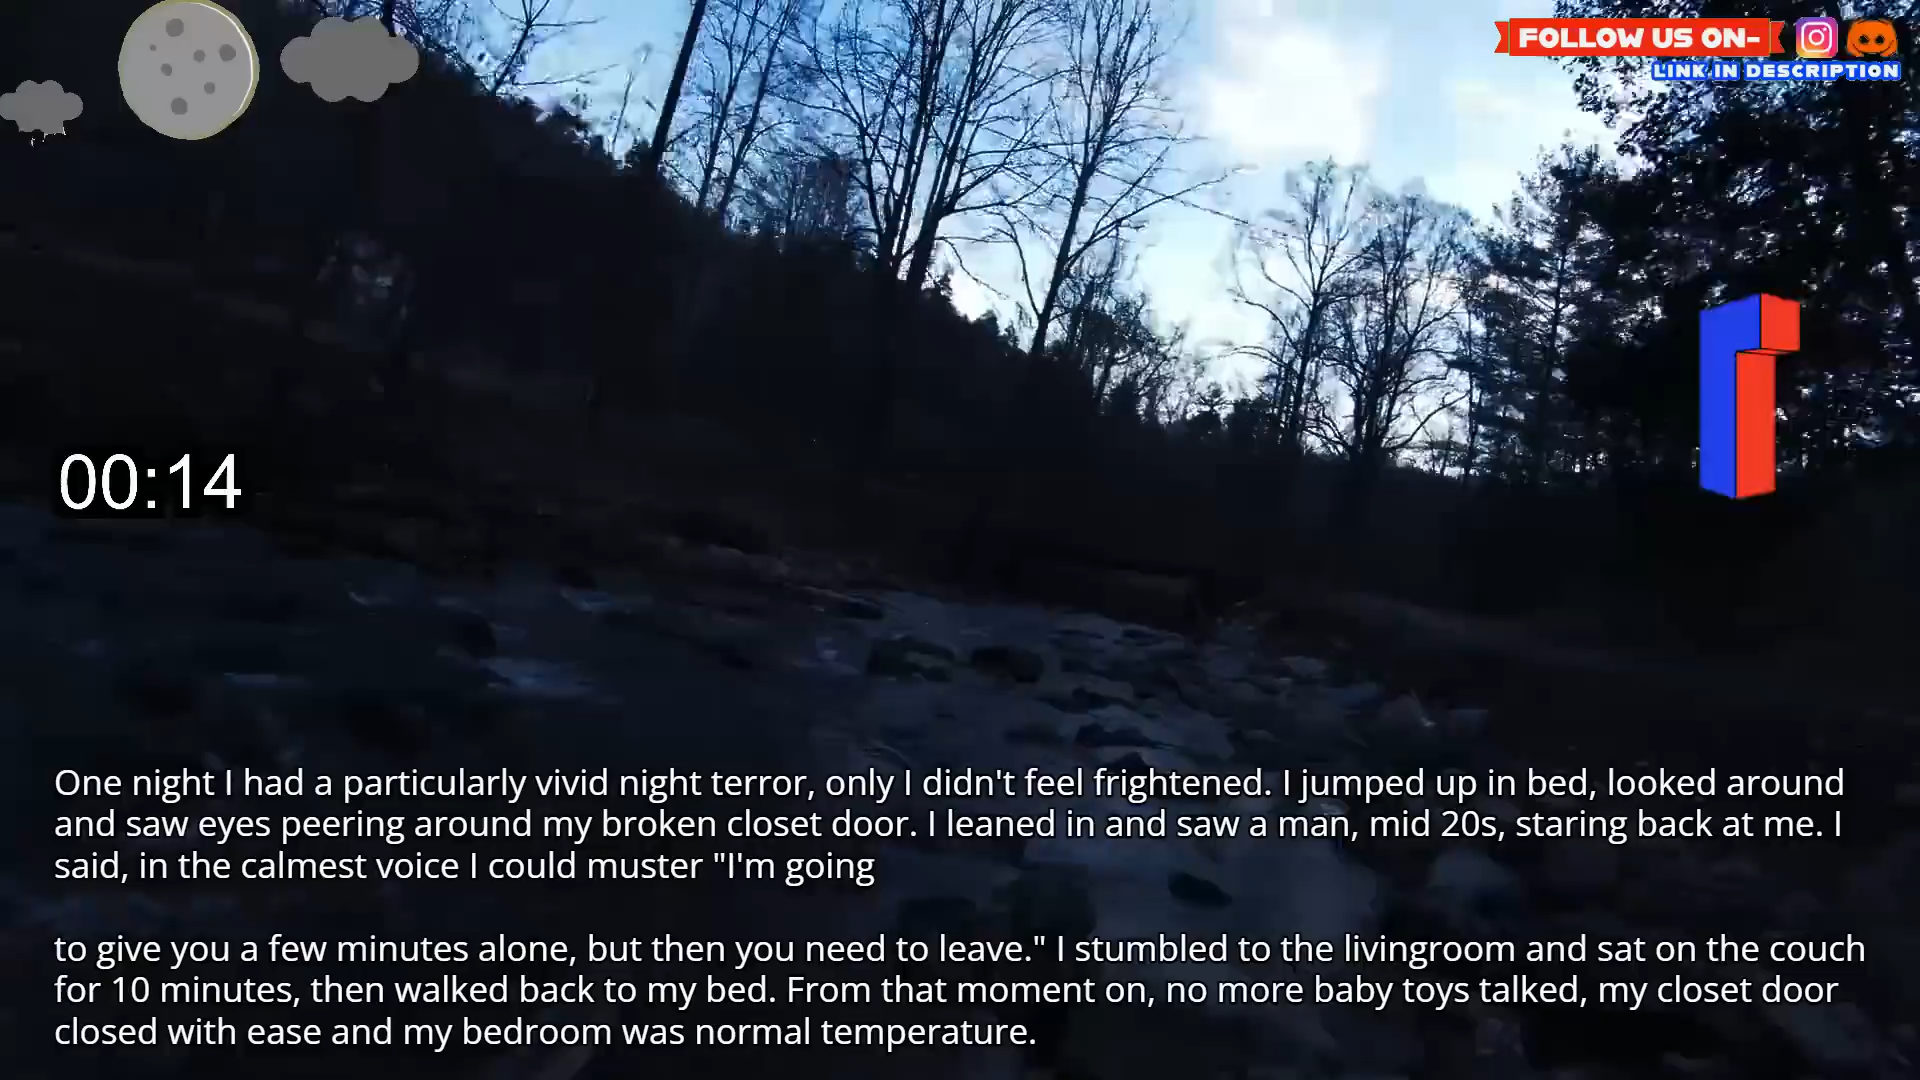 FOLLOW US ON-
LINK IN DESCRIPTION
00:14
One night I had a particularly vivid night terror, only I didn't feel frightened. I jumped up in bed, looked around
and saw eyes peering around my broken closet door. I leaned in and saw a man, mid 20s, staring back at me. I
said, in the calmest voice I could muster "I'm going
to give you a few minutes alone, but then you need to leave." I stumbled to the livingroom and sat on the couch
for 10 minutes, then walked back to my bed. From that moment on, no more baby toys talked, my closet door
closed with ease and my bedroom was normal temperature.